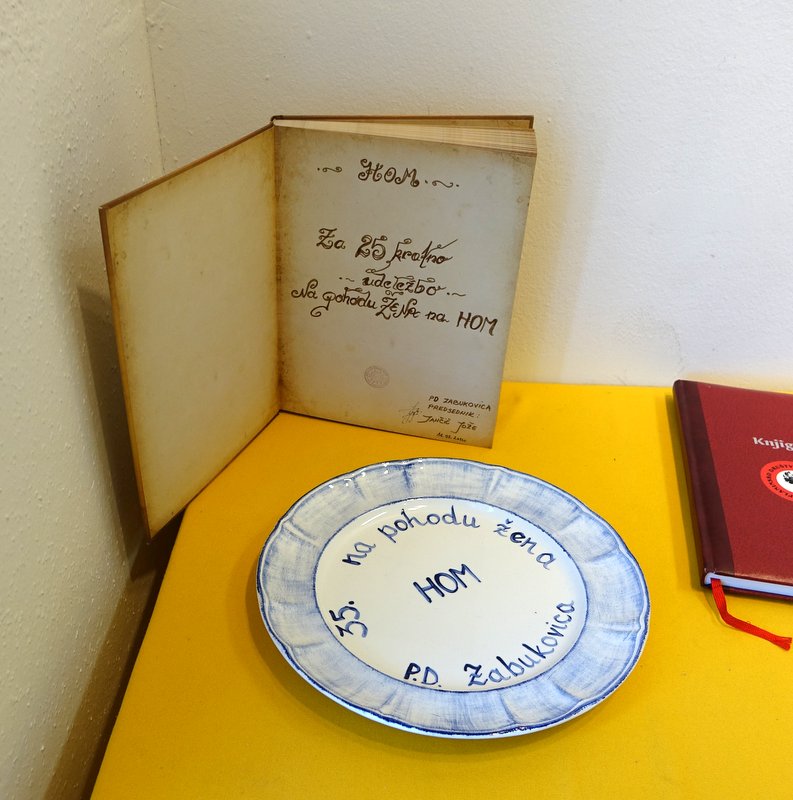 HOM
Za 25 kratno
udeležbo
Na pohodu ŽENA na HOM
PD ZABUKOVICA
PREDSEDNIK:
JANČIČ JOŽE
35. na pohodu žena
HOM
P.D. Zabukovica
Knjig